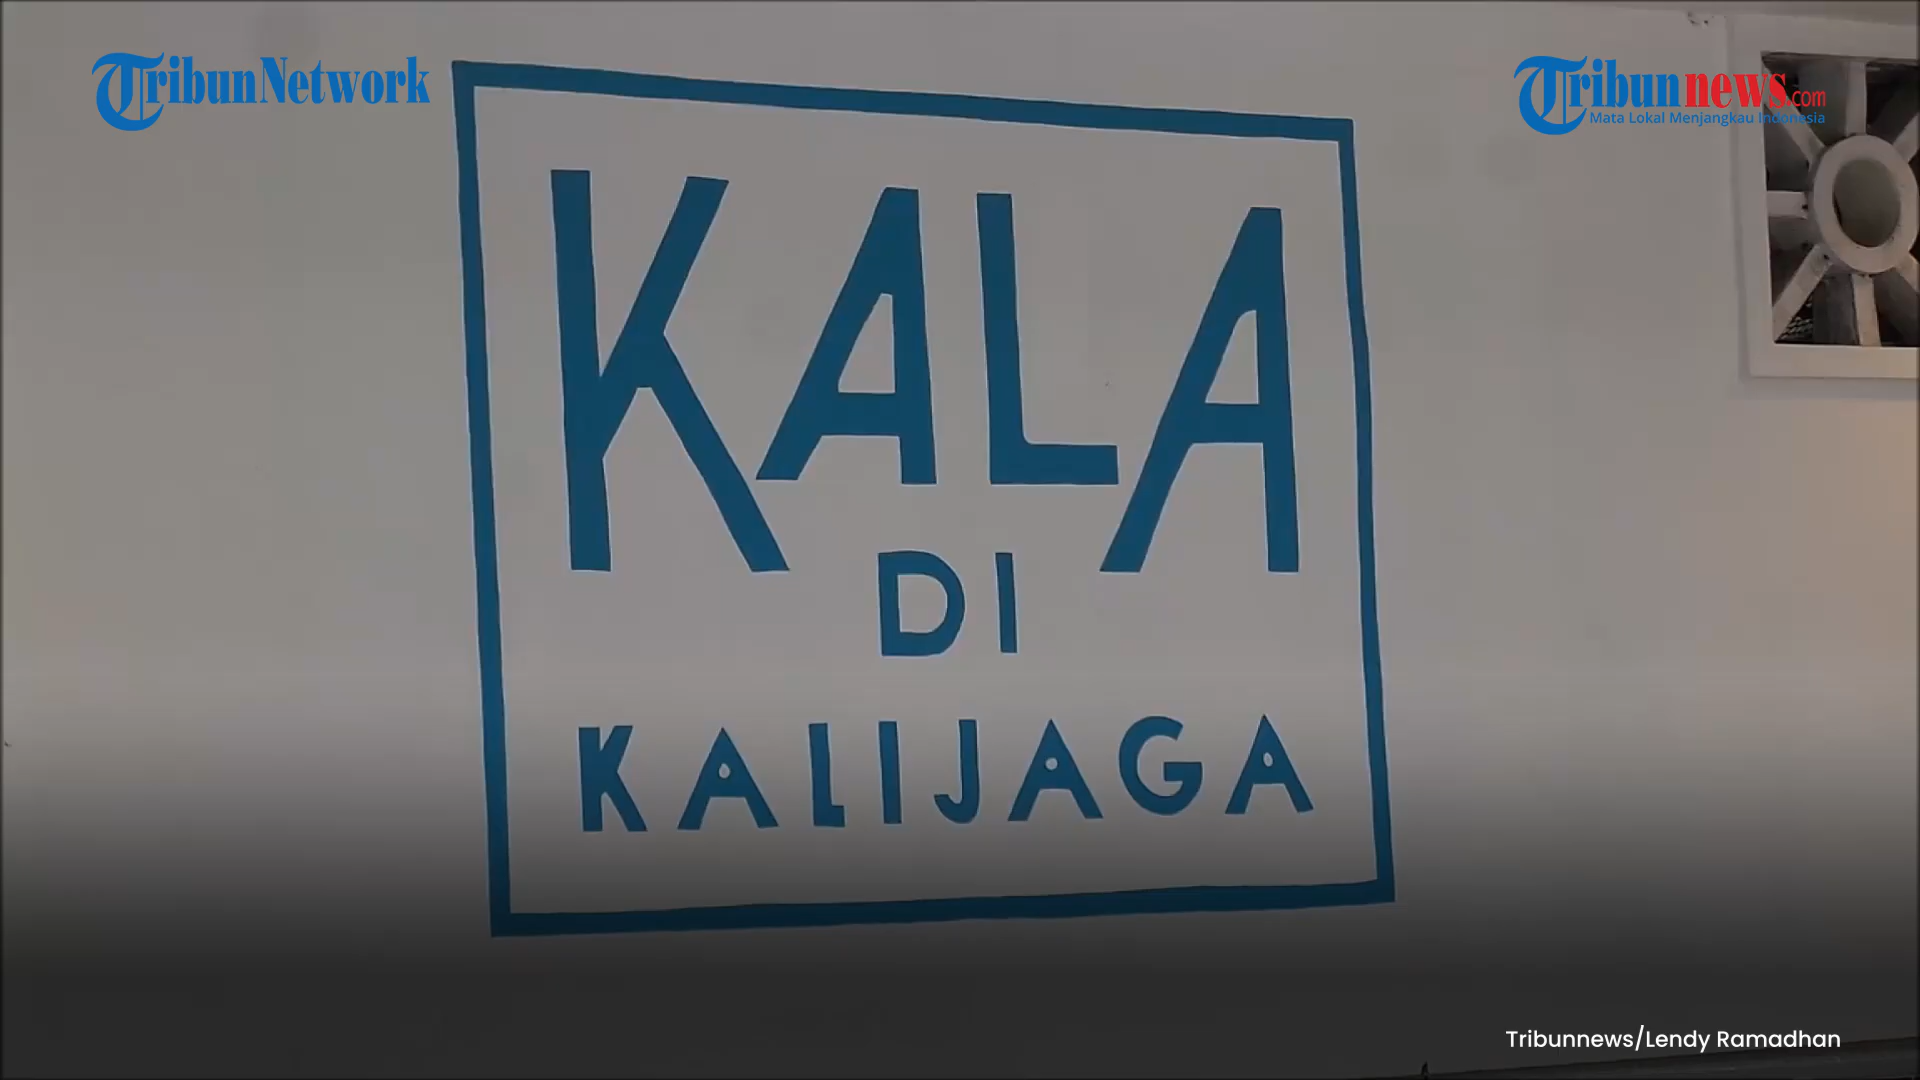 TribunNetwork
Tribunnews.com
Mata Lokal Menjangkau Indonesia
KALA
DI
KALIJAGA
Tribunnews/Lendy Ramadhan